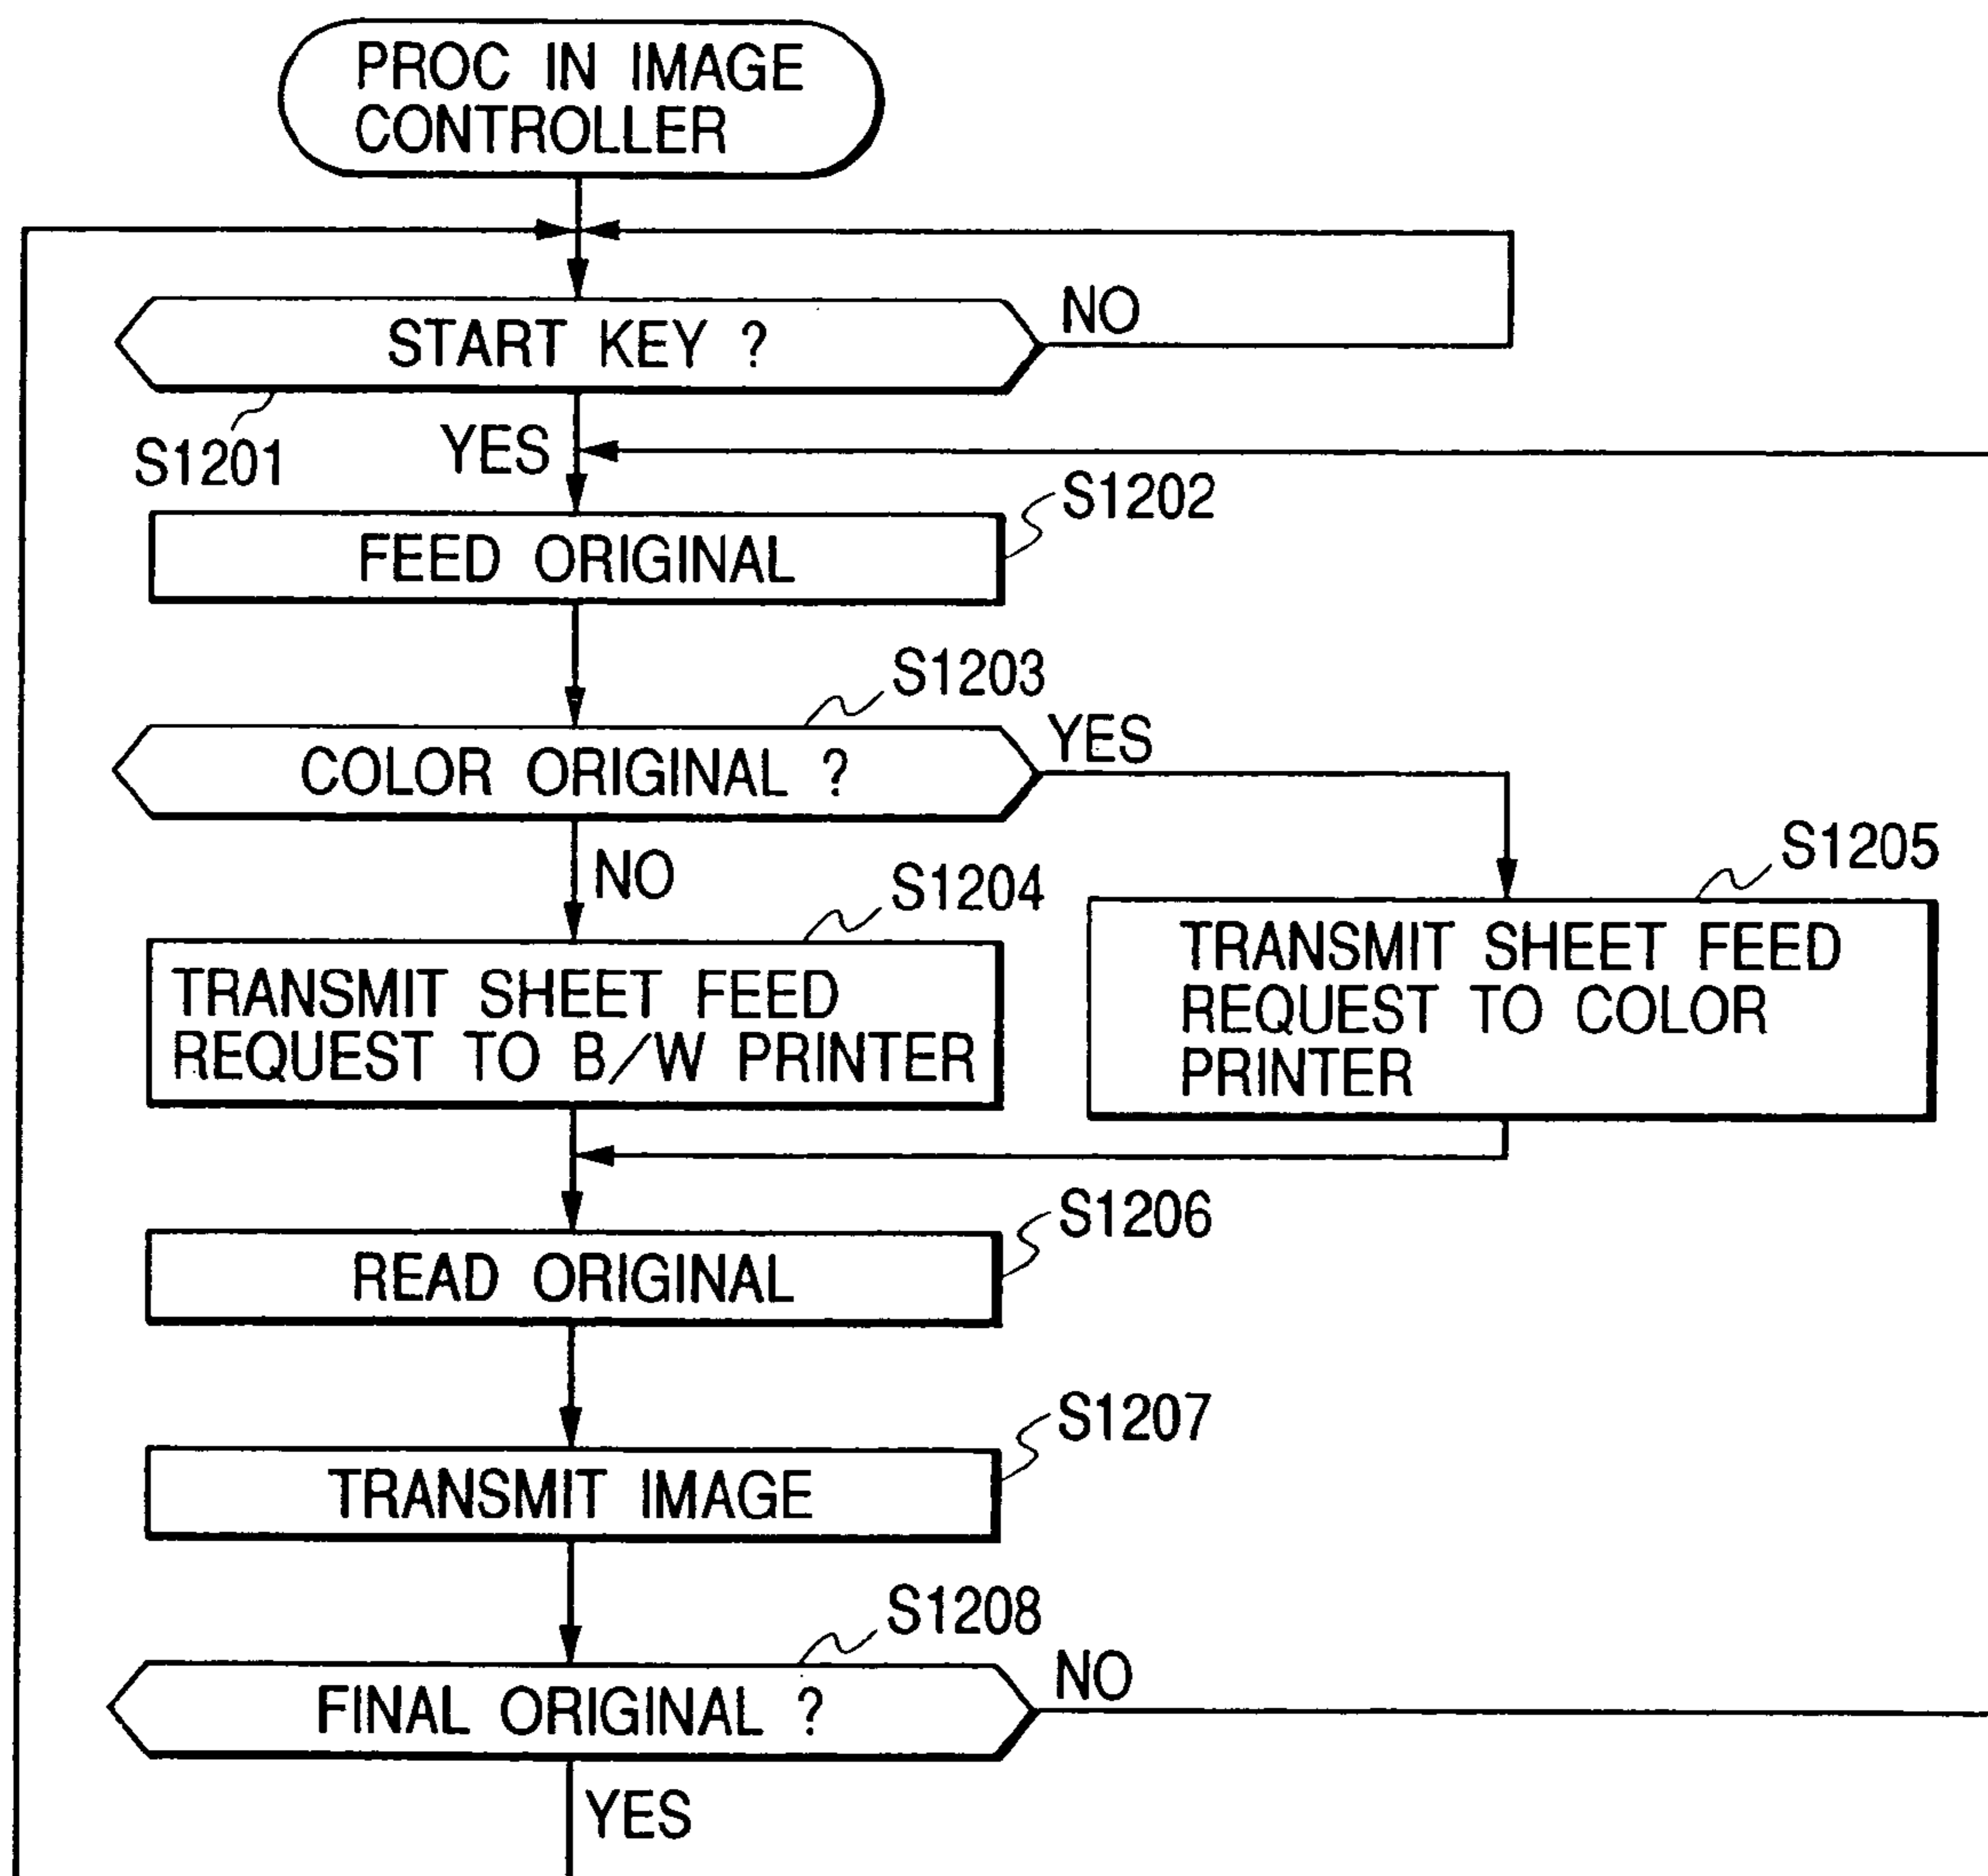 PROC IN IMAGE
CONTROLLER
START KEY ?
NO
S1201
YES
S1202
FEED ORIGINAL
S1203
COLOR ORIGINAL ?
YES
NO
S1204
S1205
TRANSMIT SHEET FEED
REQUEST TO B/W PRINTER
TRANSMIT SHEET FEED
REQUEST TO COLOR
PRINTER
S1206
READ ORIGINAL
S1207
TRANSMIT IMAGE
S1208
FINAL ORIGINAL ?
NO
YES